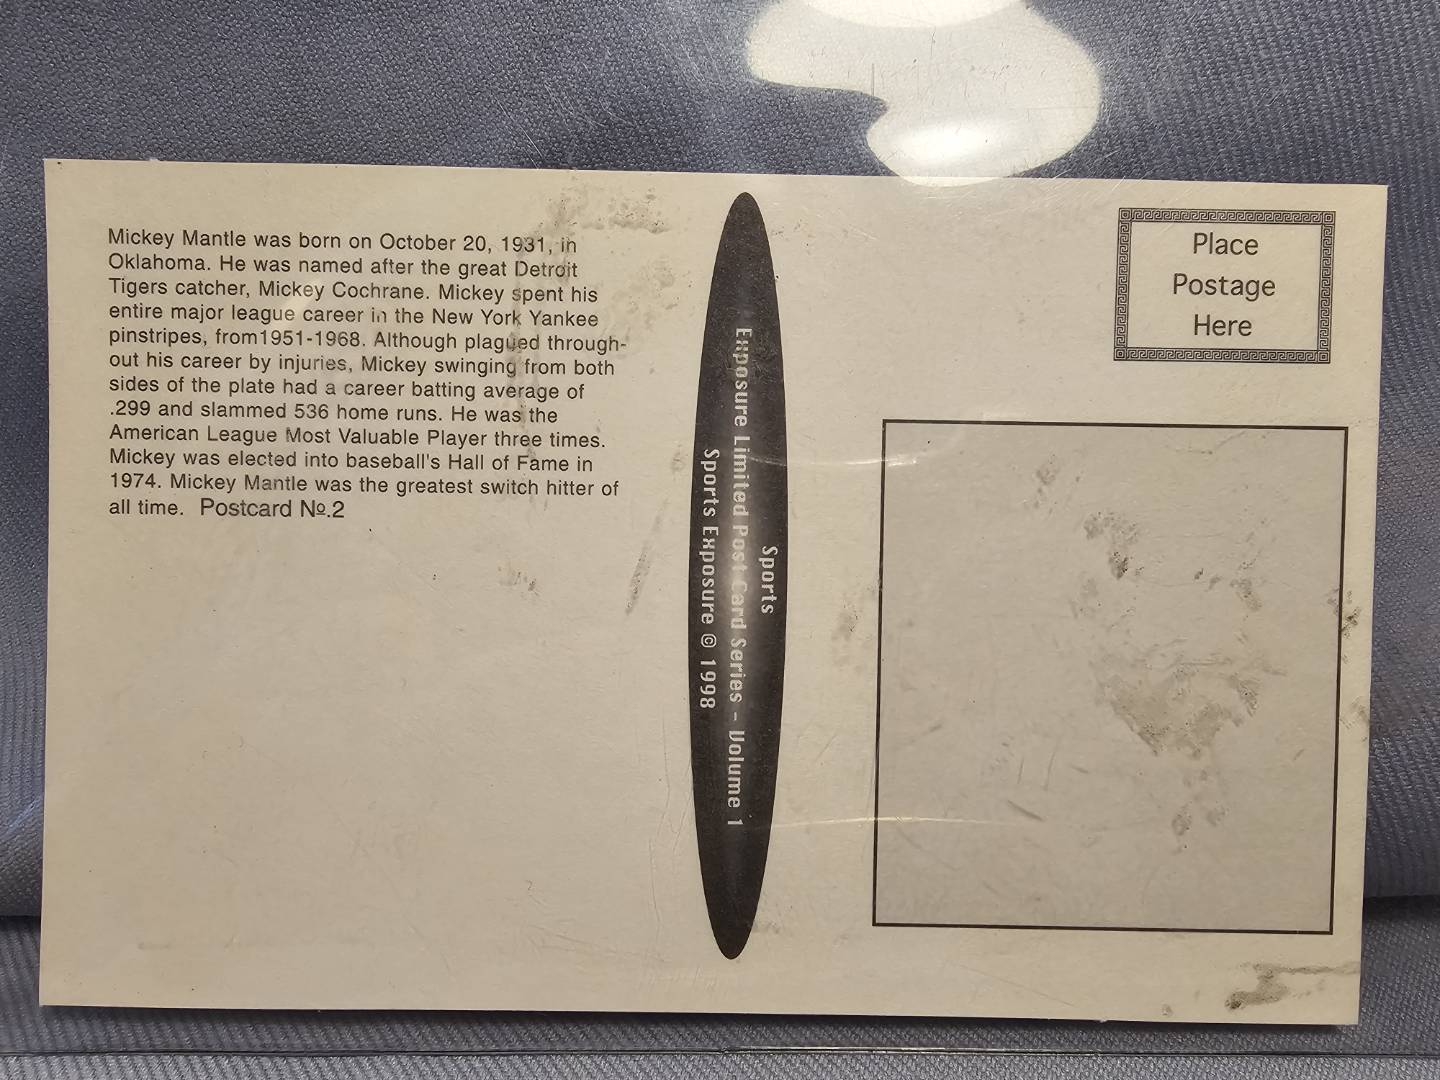 Mickey Mantle was born on October 20, 1931, in
Oklahoma. He was named after the great Detroit
Tigers catcher, Mickey Cochrane. Mickey spent his
entire major league career in the New York Yankee
pinstripes, from1951-1968. Although plagued through-
out his career by injuries, Mickey swinging from both
sides of the plate had a career batting average of
.299 and slammed 536 home runs. He was the
American League Most Valuable Player three times.
Mickey was elected into baseball's Hall of Fame in
1974. Mickey Mantle was the greatest switch hitter of
all time. Postcard Nº.2
Sports
Exposure Limited Post Card Series - Volume 1
Sports Exposure © 1998
Place
Postage
Here